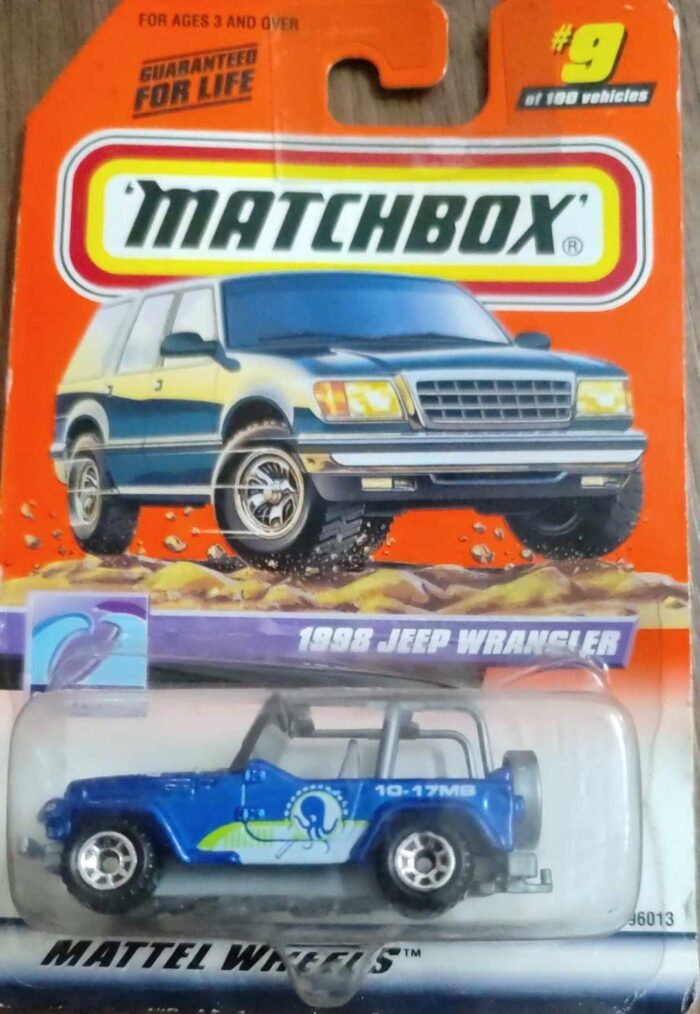 FOR AGES 3 AND OVER
GUARANTEED
FOR LIFE
#9
of 100 vehicles
'MATCHBOX'®
1998 JEEP WRANGLER
10-17MB
96013
MATTEL WHEELS™